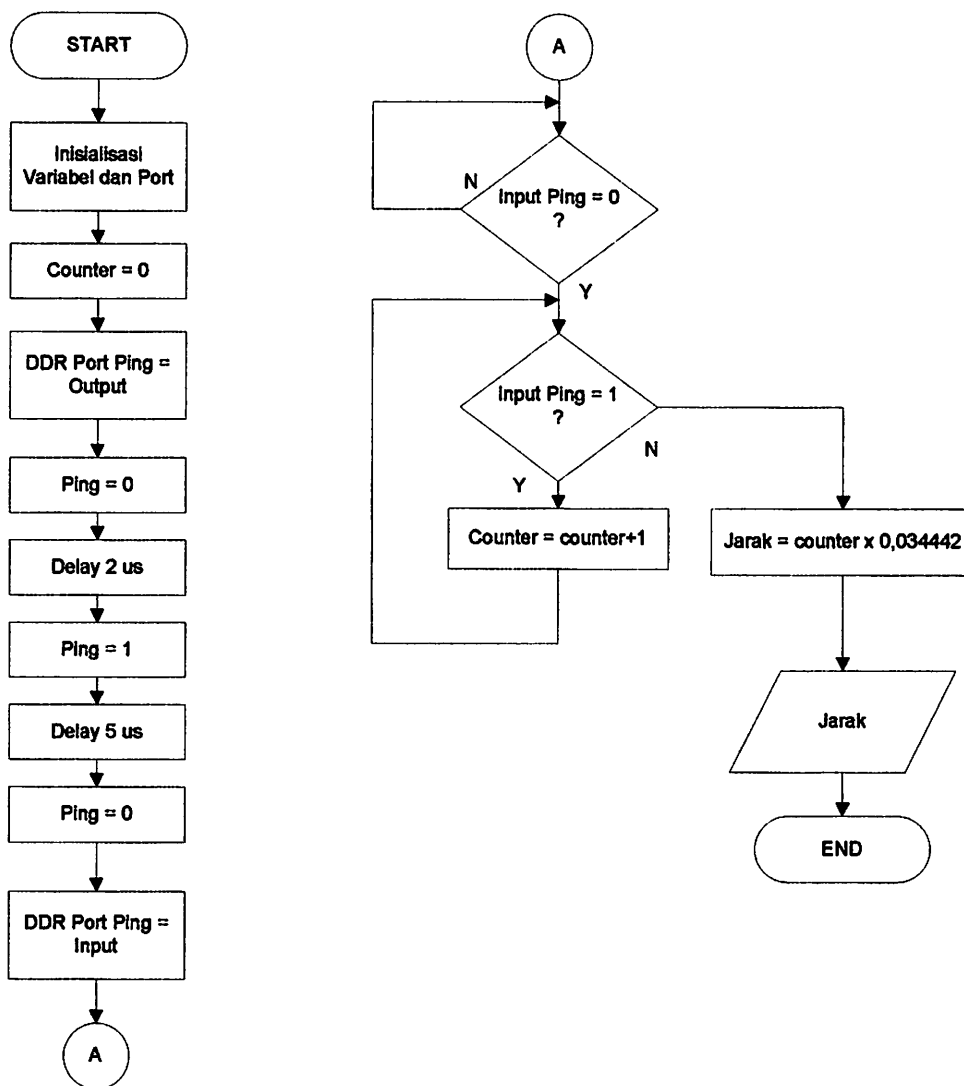 START
Inisialisasi
Variabel dan Port
Counter = 0
DDR Port Ping =
Output
Ping = 0
Delay 2 us
Ping = 1
Delay 5 us
Ping = 0
DDR Port Ping =
Input
A
A
N
Input Ping = 0
?
Y
Input Ping = 1
?
N
Y
Counter = counter+1
Jarak = counter x 0,034442
Jarak
END